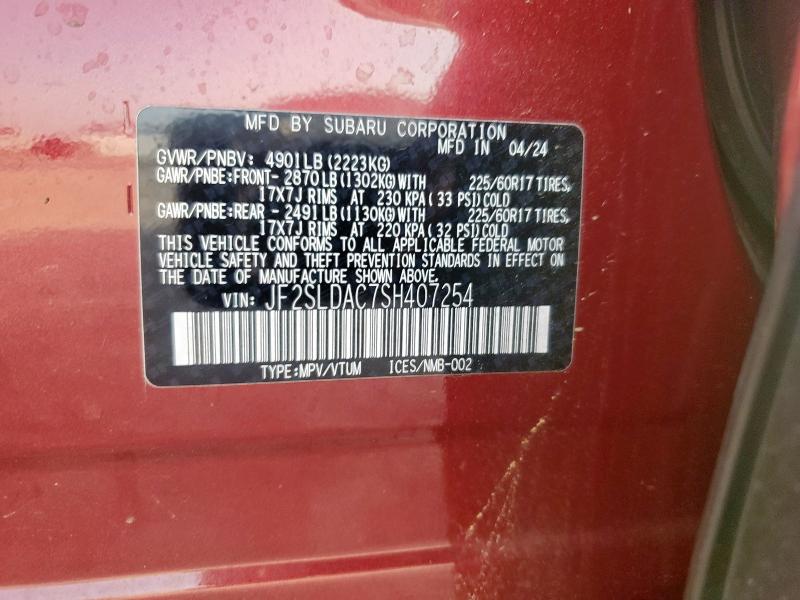 MFD BY SUBARU CORPORATION
MFD IN 04/24
GVWR/PNBV: 4901LB (2223KG)
GAWR/PNBE:FRONT- 2870LB(1302KG)WITH 225/60R17 TIRES,
17X7J RIMS AT 230 KPA( 33 PSI)COLD
GAWR/PNBE:REAR - 2491LB(1130KG)WITH 225/60R17 TIRES,
17X7J RIMS AT 220 KPA( 32 PSI)COLD
THIS VEHICLE CONFORMS TO ALL APPLICABLE FEDERAL MOTOR
VEHICLE SAFETY AND THEFT PREVENTION STANDARDS IN EFFECT ON
THE DATE OF MANUFACTURE SHOWN ABOVE.
VIN: JF2SLDAC7SH407254
TYPE:MPV/VTUM ICES/NMB-002